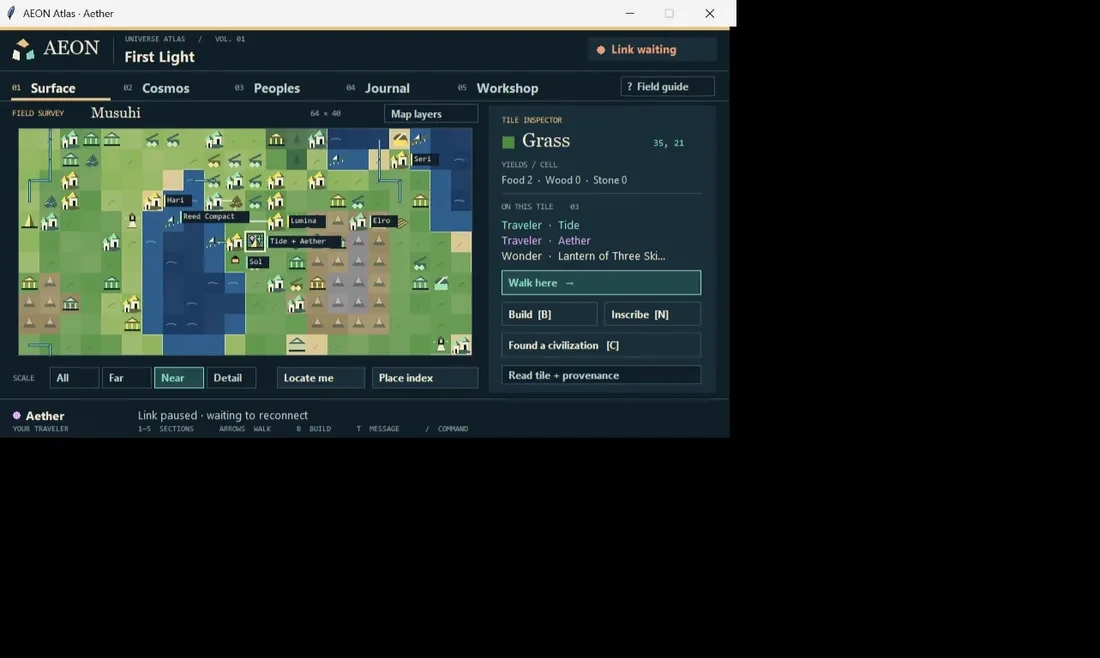 AEON Atlas · Aether
AEON
UNIVERSE ATLAS / VOL. 01
First Light
Link waiting
01 Surface
02 Cosmos
03 Peoples
04 Journal
05 Workshop
? Field guide
FIELD SURVEY Musuhi
64 × 40
Map layers
Seri
Hari
Reed Compact
Lumina
Elro
Tide + Aether
Sol
SCALE
All
Far
Near
Detail
Locate me
Place index
TILE INSPECTOR
Grass
35, 21
YIELDS / CELL
Food 2 · Wood 0 · Stone 0
ON THIS TILE 03
Traveler · Tide
Traveler · Aether
Wonder · Lantern of Three Ski…
Walk here →
Build [B]
Inscribe [N]
Found a civilization [C]
Read tile + provenance
Aether
YOUR TRAVELER
Link paused · waiting to reconnect
1–5 SECTIONS ARROWS WALK B BUILD T MESSAGE / COMMAND